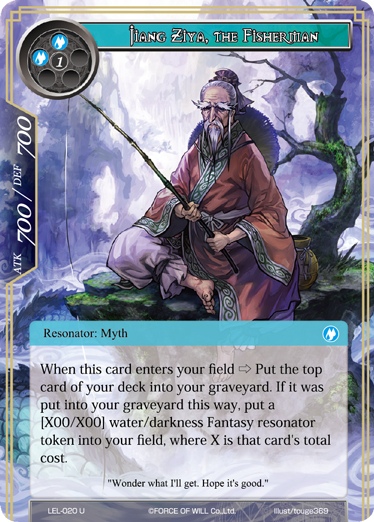 Jiang Ziya, the Fisherman
1
ATK 700 / DEF 700
Resonator: Myth
When this card enters your field ⇨ Put the top
card of your deck into your graveyard. If it was
put into your graveyard this way, put a
[X00/X00] water/darkness Fantasy resonator
token into your field, where X is that card's total
cost.
"Wonder what I'll get. Hope it's good."
LEL-020 U ©FORCE OF WILL Co.,Ltd. Illust/touge369